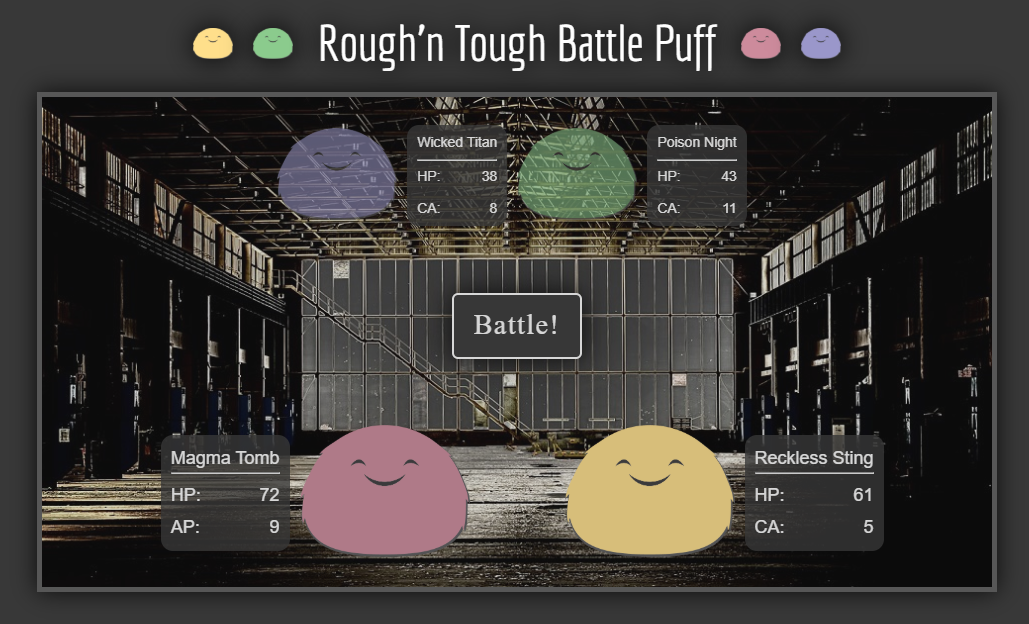 Rough'n Tough Battle Puff
Wicked Titan
HP: 38
CA: 8
Poison Night
HP: 43
CA: 11
Battle!
Magma Tomb
HP: 72
AP: 9
Reckless Sting
HP: 61
CA: 5